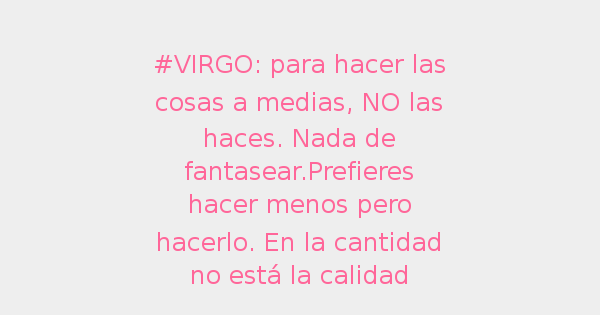 #VIRGO: para hacer las
cosas a medias, NO las
haces. Nada de
fantasear.Prefieres
hacer menos pero
hacerlo. En la cantidad
no está la calidad